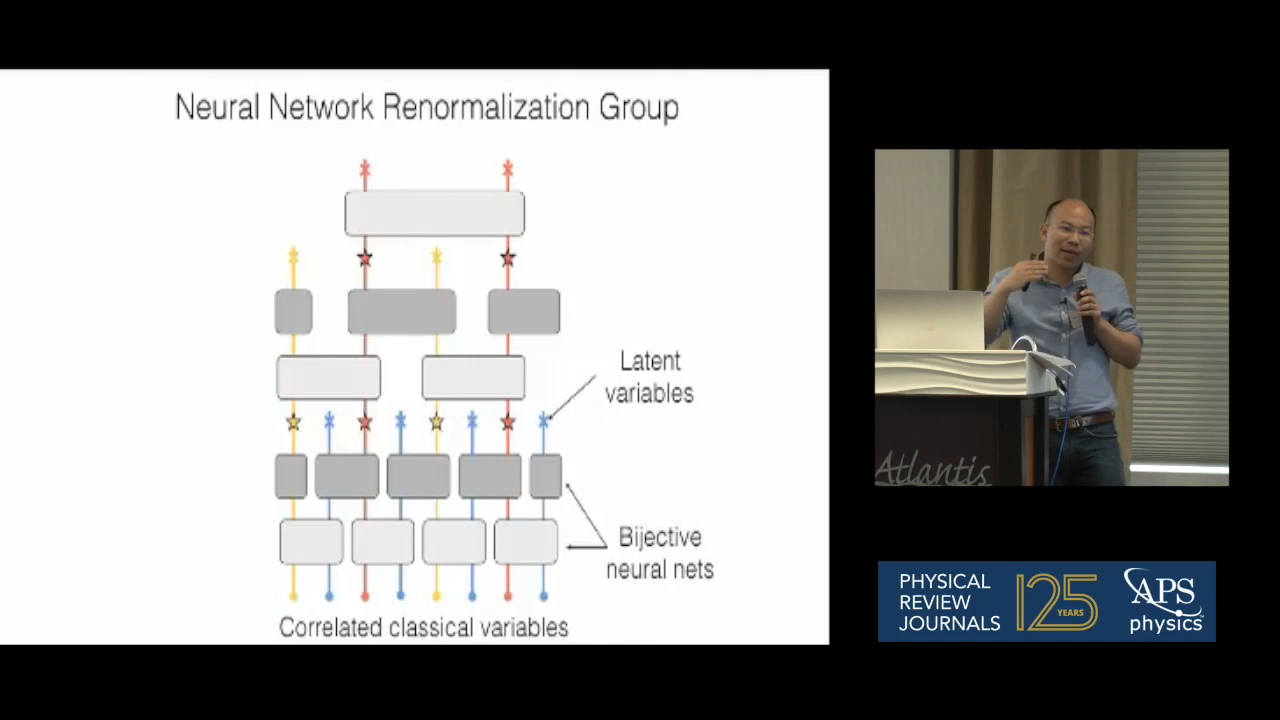 Neural Network Renormalization Group
Latent
variables
Bijective
neural nets
Correlated classical variables
Atlantis
PHYSICAL
REVIEW
JOURNALS
125
YEARS
APS
physics